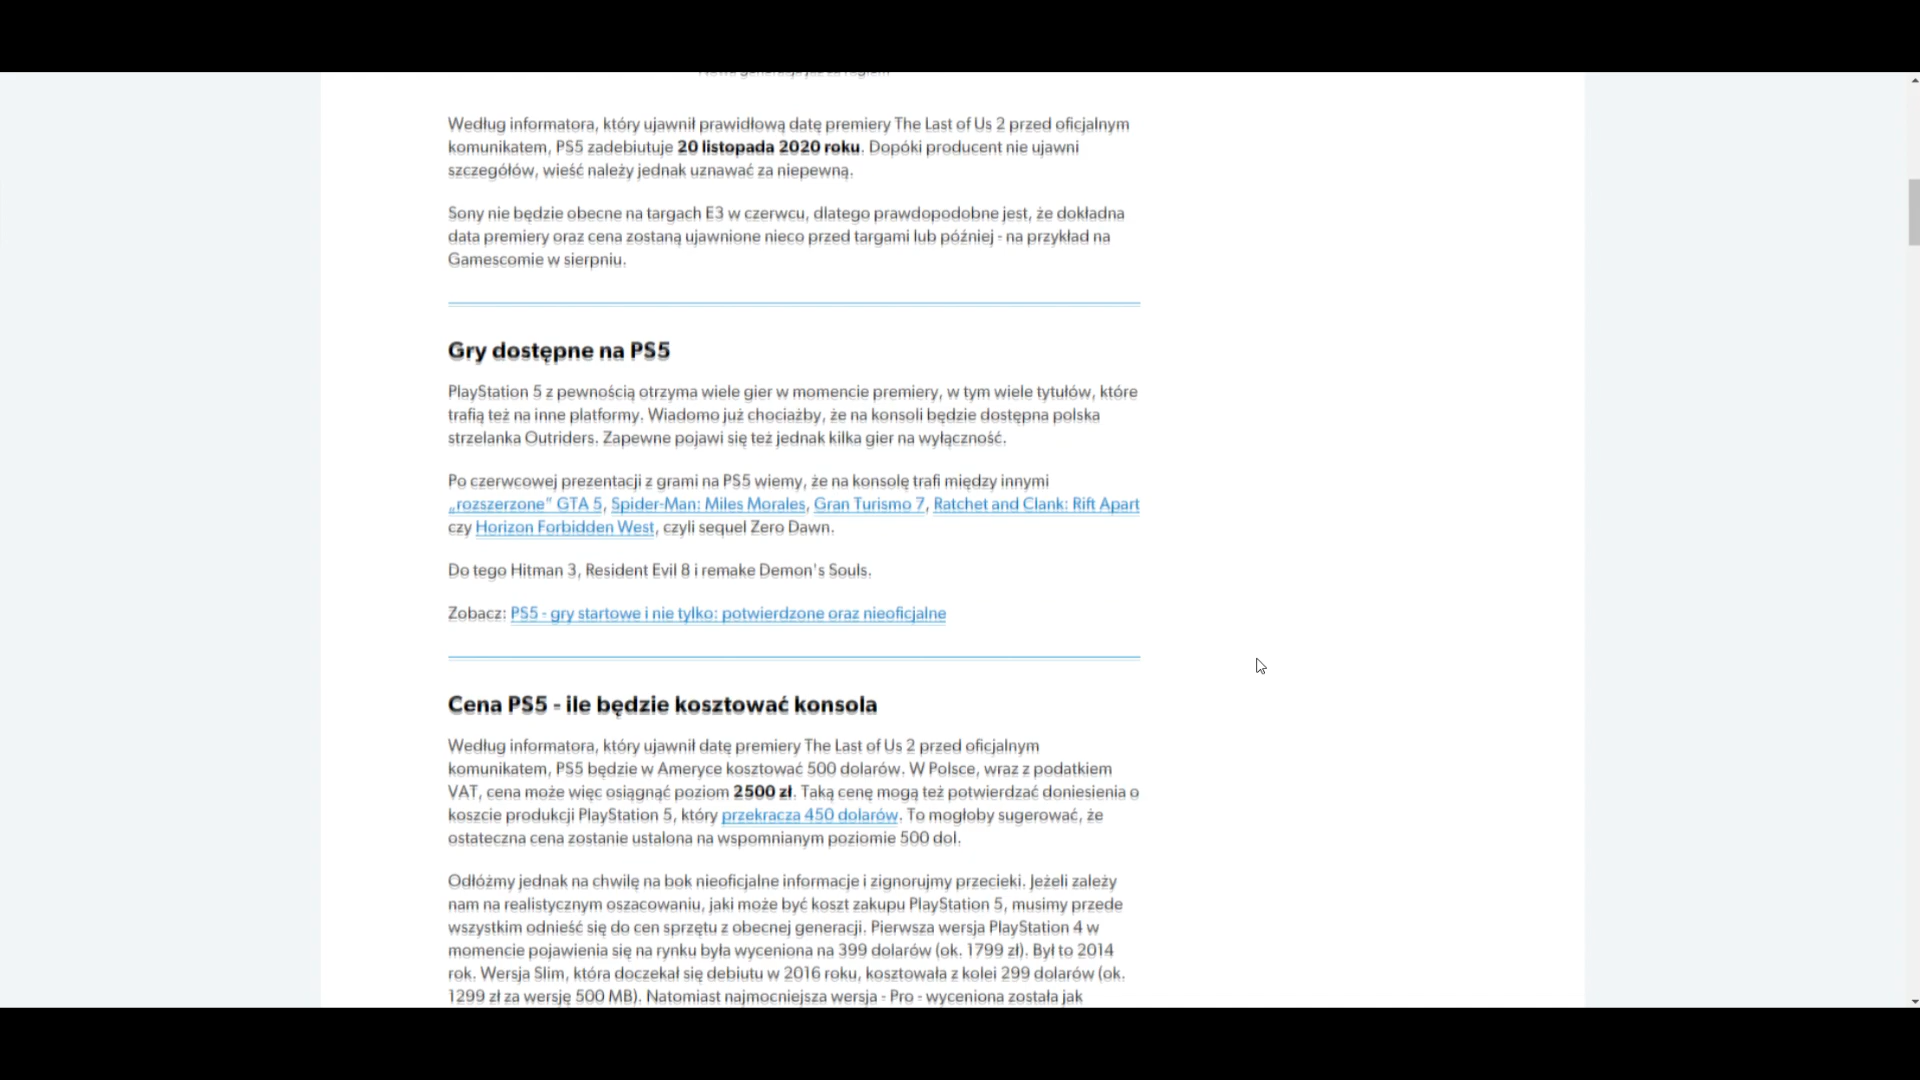 Nowa generacja już za rogiem
Według informatora, który ujawnił prawidłową datę premiery The Last of Us 2 przed oficjalnym
komunikatem, PS5 zadebiutuje 20 listopada 2020 roku. Dopóki producent nie ujawni
szczegółów, wieść należy jednak uznawać za niepewną.
Sony nie będzie obecne na targach E3 w czerwcu, dlatego prawdopodobne jest, że dokładna
data premiery oraz cena zostaną ujawnione nieco przed targami lub później - na przykład na
Gamescomie w sierpniu.
Gry dostępne na PS5
PlayStation 5 z pewnością otrzyma wiele gier w momencie premiery, w tym wiele tytułów, które
trafią też na inne platformy. Wiadomo już chociażby, że na konsoli będzie dostępna polska
strzelanka Outriders. Zapewne pojawi się też jednak kilka gier na wyłączność.
Po czerwcowej prezentacji z grami na PS5 wiemy, że na konsolę trafi między innymi
„rozszerzone" GTA 5, Spider-Man: Miles Morales, Gran Turismo 7, Ratchet and Clank: Rift Apart
czy Horizon Forbidden West, czyli sequel Zero Dawn.
Do tego Hitman 3, Resident Evil 8 i remake Demon's Souls.
Zobacz: PS5 - gry startowe i nie tylko: potwierdzone oraz nieoficjalne
Cena PS5 - ile będzie kosztować konsola
Według informatora, który ujawnił datę premiery The Last of Us 2 przed oficjalnym
komunikatem, PS5 będzie w Ameryce kosztować 500 dolarów. W Polsce, wraz z podatkiem
VAT, cena może więc osiągnąć poziom 2500 zł. Taką cenę mogą też potwierdzać doniesienia o
koszcie produkcji PlayStation 5, który przekracza 450 dolarów. To mogłoby sugerować, że
ostateczna cena zostanie ustalona na wspomnianym poziomie 500 dol.
Odłóżmy jednak na chwilę na bok nieoficjalne informacje i zignorujmy przecieki. Jeżeli zależy
nam na realistycznym oszacowaniu, jaki może być koszt zakupu PlayStation 5, musimy przede
wszystkim odnieść się do cen sprzętu z obecnej generacji. Pierwsza wersja PlayStation 4 w
momencie pojawienia się na rynku była wyceniona na 399 dolarów (ok. 1799 zł). Był to 2014
rok. Wersja Slim, która doczekał się debiutu w 2016 roku, kosztowała z kolei 299 dolarów (ok.
1299 zł za wersję 500 MB). Natomiast najmocniejsza wersja - Pro - wyceniona została jak